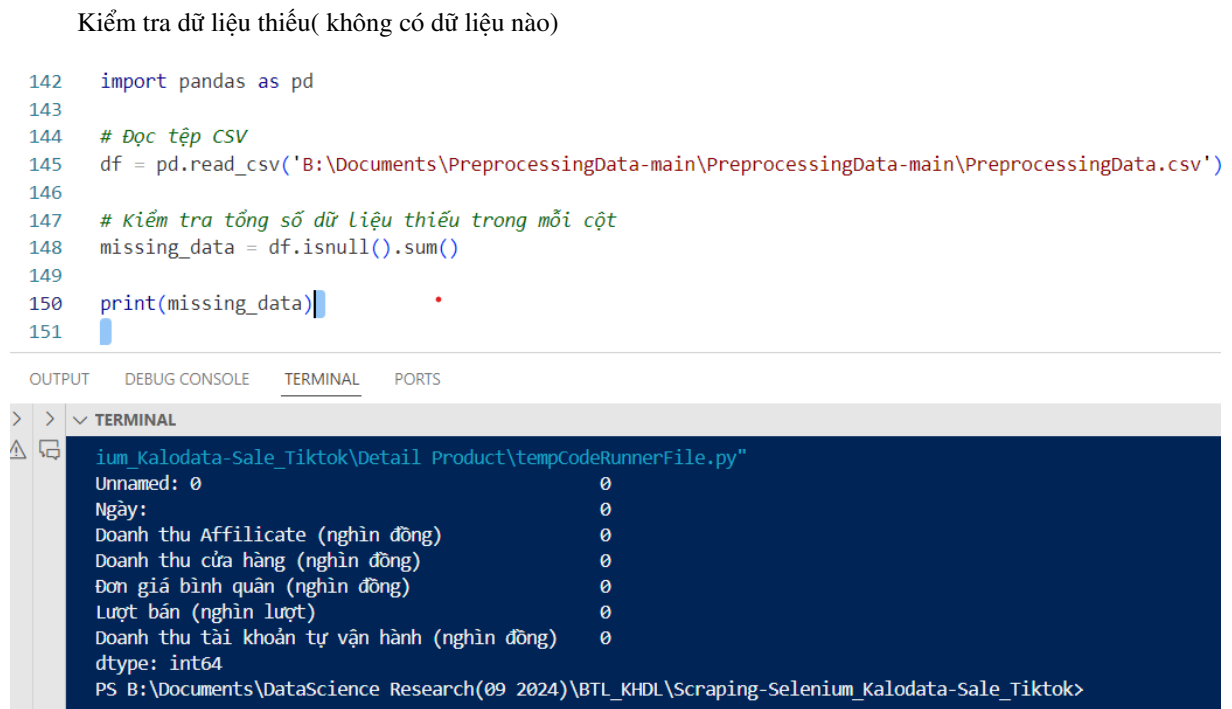 Kiểm tra dữ liệu thiếu( không có dữ liệu nào)
142 import pandas as pd
143
144 # Đọc tệp CSV
145 df = pd.read_csv('B:\Documents\PreprocessingData-main\PreprocessingData-main\PreprocessingData.csv')
146
147 # Kiểm tra tổng số dữ liệu thiếu trong mỗi cột
148 missing_data = df.isnull().sum()
149
150 print(missing_data)
151
OUTPUT DEBUG CONSOLE TERMINAL PORTS
TERMINAL
ium_Kalodata-Sale_Tiktok\Detail Product\tempCodeRunnerFile.py"
Unnamed: 0 0
Ngày: 0
Doanh thu Affilicate (nghìn đồng) 0
Doanh thu cửa hàng (nghìn đồng) 0
Đơn giá bình quân (nghìn đồng) 0
Lượt bán (nghìn lượt) 0
Doanh thu tài khoản tự vận hành (nghìn đồng) 0
dtype: int64
PS B:\Documents\DataScience Research(09 2024)\BTL_KHDL\Scraping-Selenium_Kalodata-Sale_Tiktok>